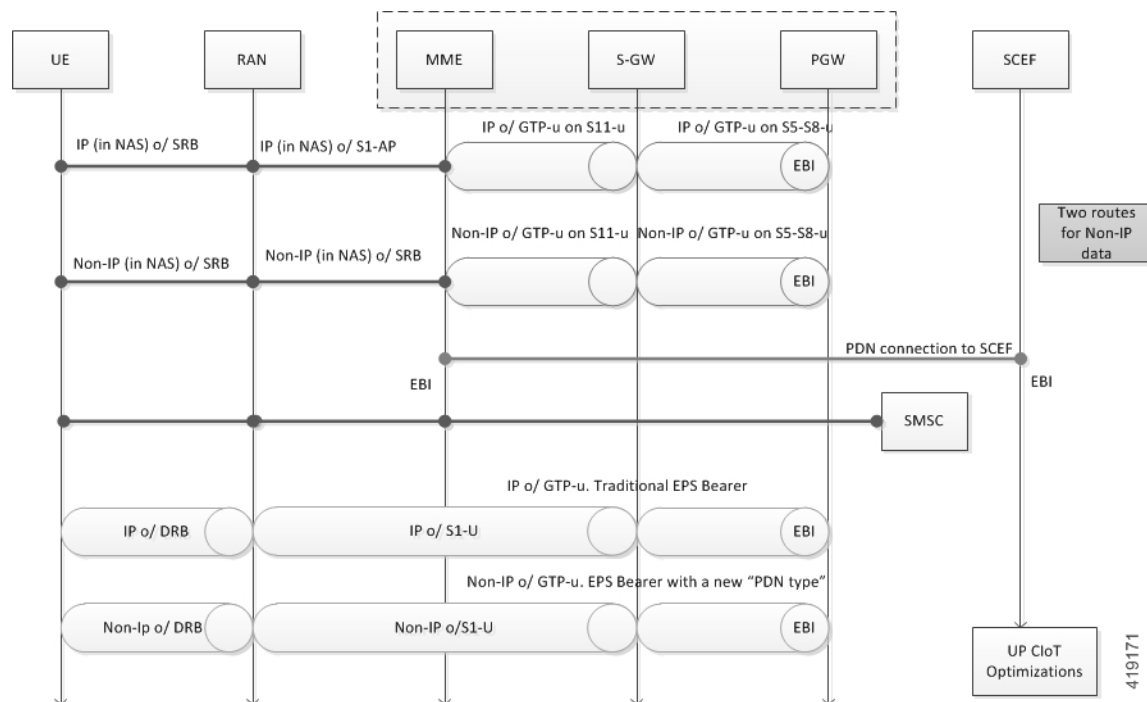 UE
RAN
MME
S-GW
PGW
SCEF
IP o/ GTP-u on S11-u
IP o/ GTP-u on S5-S8-u
IP (in NAS) o/ SRB
IP (in NAS) o/ S1-AP
EBI
Two routes
for Non-IP
data
Non-IP o/ GTP-u on S11-u
Non-IP o/ GTP-u on S5-S8-u
Non-IP (in NAS) o/ SRB
Non-IP (in NAS) o/ SRB
EBI
PDN connection to SCEF
EBI
EBI
SMSC
IP o/ GTP-u. Traditional EPS Bearer
IP o/ DRB
IP o/ S1-U
EBI
Non-IP o/ GTP-u. EPS Bearer with a new “PDN type”
Non-Ip o/ DRB
Non-IP o/S1-U
EBI
UP CIoT
Optimizations
419171